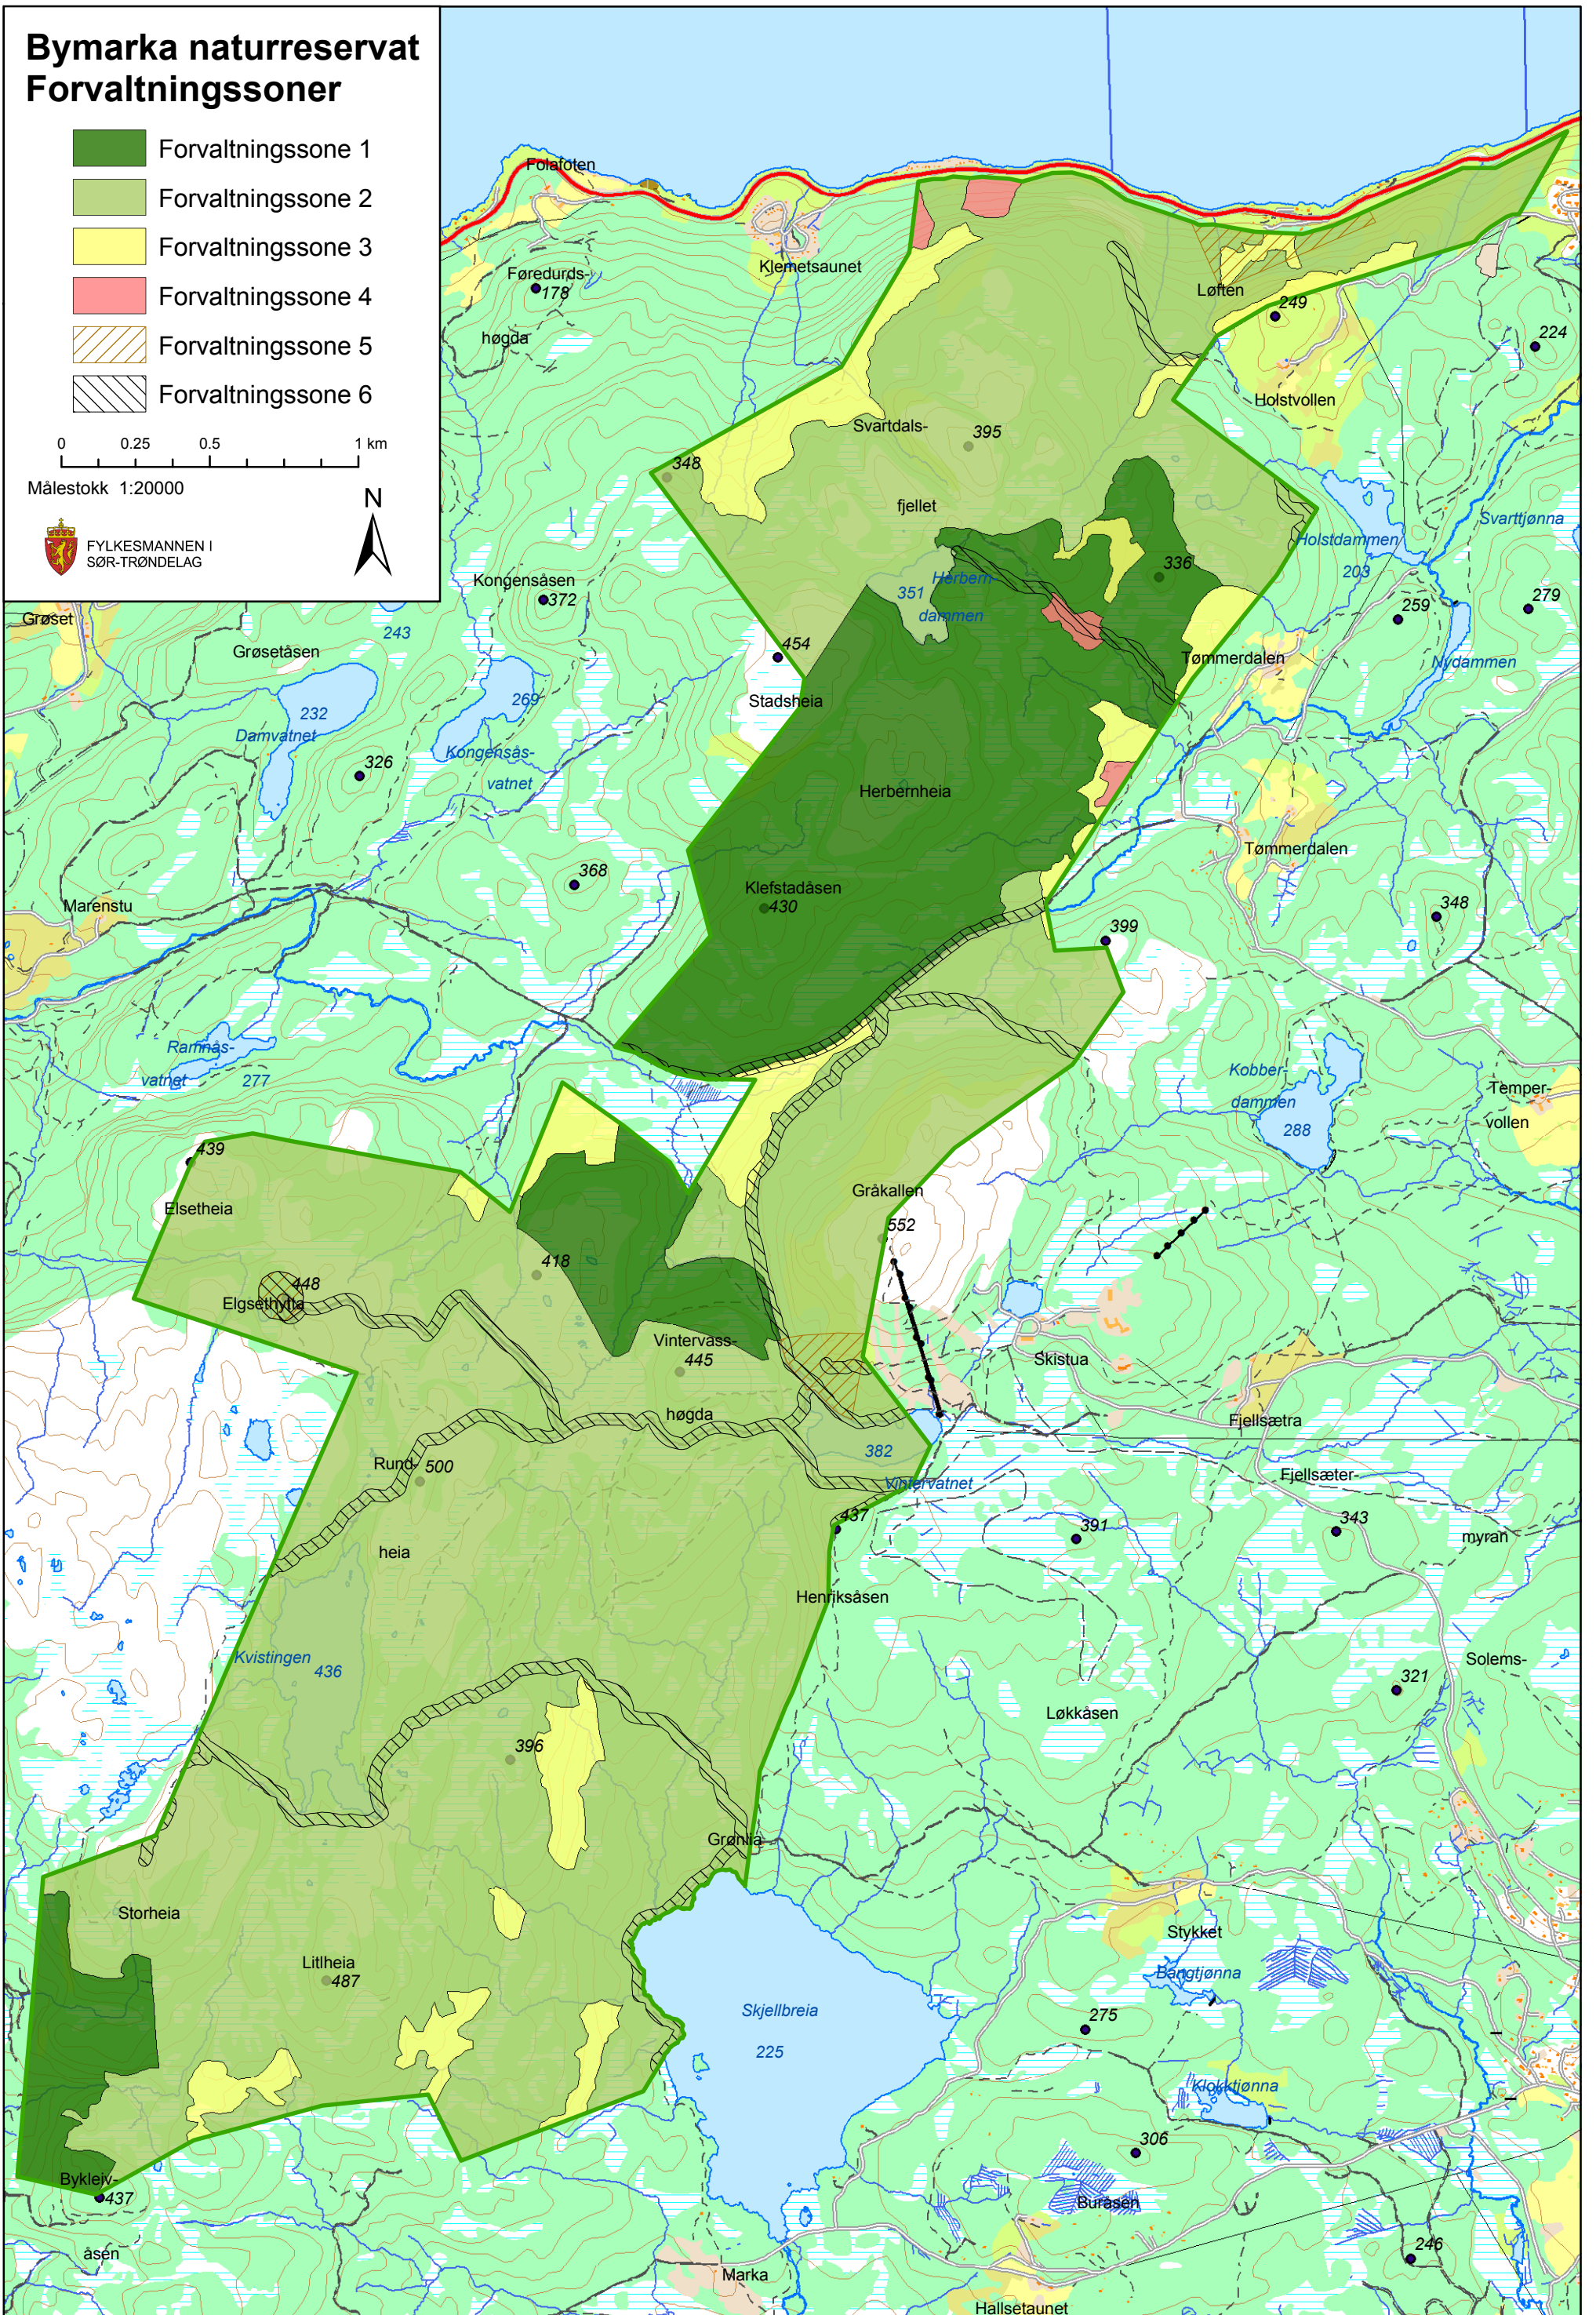 Bymarka naturreservat
Forvaltningssoner
Forvaltningssone 1
Forvaltningssone 2
Forvaltningssone 3
Forvaltningssone 4
Forvaltningssone 5
Forvaltningssone 6
0 0.25 0.5 1 km
Målestokk 1:20000
N
FYLKESMANNEN I
SØR-TRØNDELAG
Folafoten
Klemetsaunet
Føredurds-
178
høgda
Løften
249
224
Holstvollen
Svartdals-
395
348
fjellet
Svarttjønna
Holstdammen
203
Kongensåsen
372
Herbern-
351
dammen
336
259
279
Grøset
243
Grøsetåsen
454
Tømmerdalen
Nydammen
Stadsheia
269
232
Damvatnet
Kongensås-
vatnet
326
Herbernheia
Tømmerdalen
368
Klefstadåsen
430
Marenstu
348
399
Ramnås-
vatnet 277
Kobber-
dammen
288
Temper-
vollen
439
Elsetheia
Gråkallen
552
418
448
Elgsethytta
Vintervass-
445
høgda
Skistua
Fjellsætra
382
Vintervatnet
Rund-
500
heia
Fjellsæter-
myran
437
391
343
Henriksåsen
Kvistingen
436
Solems-
321
Løkkåsen
396
Grønlia
Storheia
Litlheia
487
Stykket
Bangtjønna
Skjellbreia
225
275
Klokktjønna
306
Bykleiv-
437
åsen
Buråsen
246
Marka
Hallsetaunet